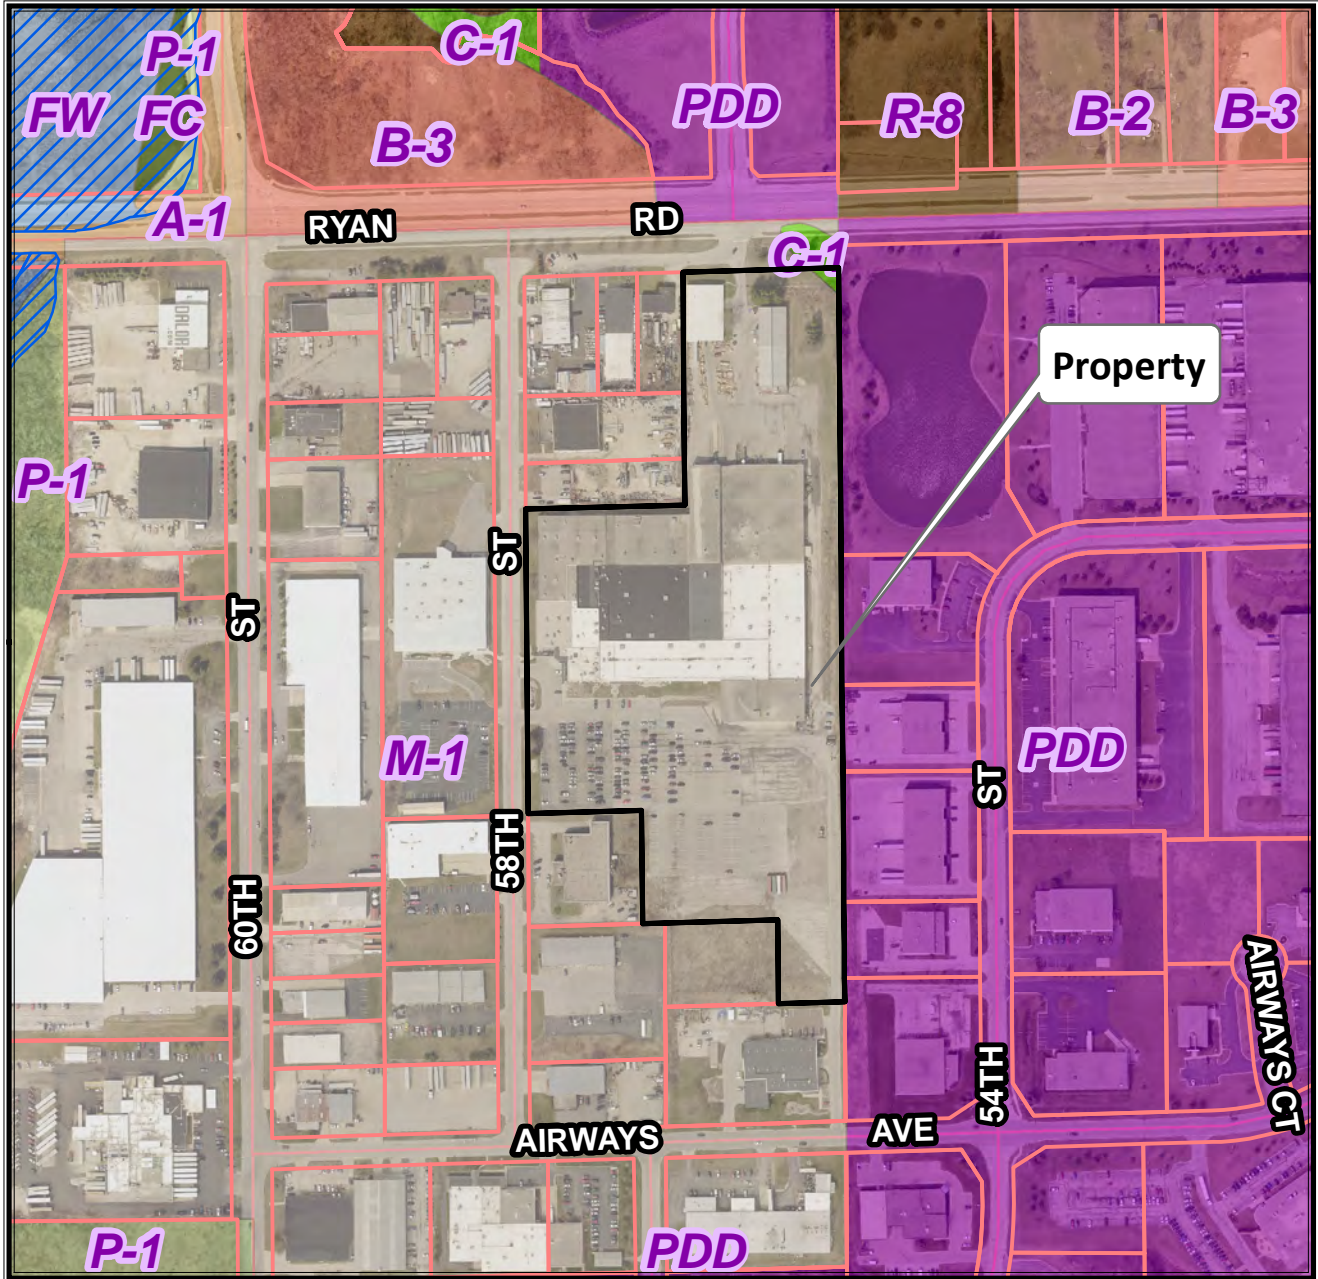 P-1
C-1
FW
FC
B-3
PDD
R-8
B-2
B-3
A-1
RYAN
RD
C-1
DALDAR
Property
P-1
ST
ST
M-1
PDD
ST
58TH
60TH
54TH
AIRWAYS CT
AIRWAYS
AVE
P-1
PDD